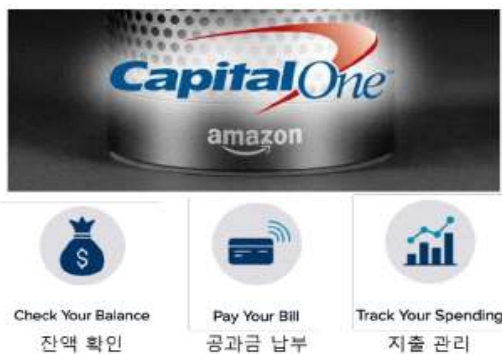 CapitalOne
amazon
$
Check Your Balance
Pay Your Bill
Track Your Spending
잔액 확인
공과금 납부
지출 관리